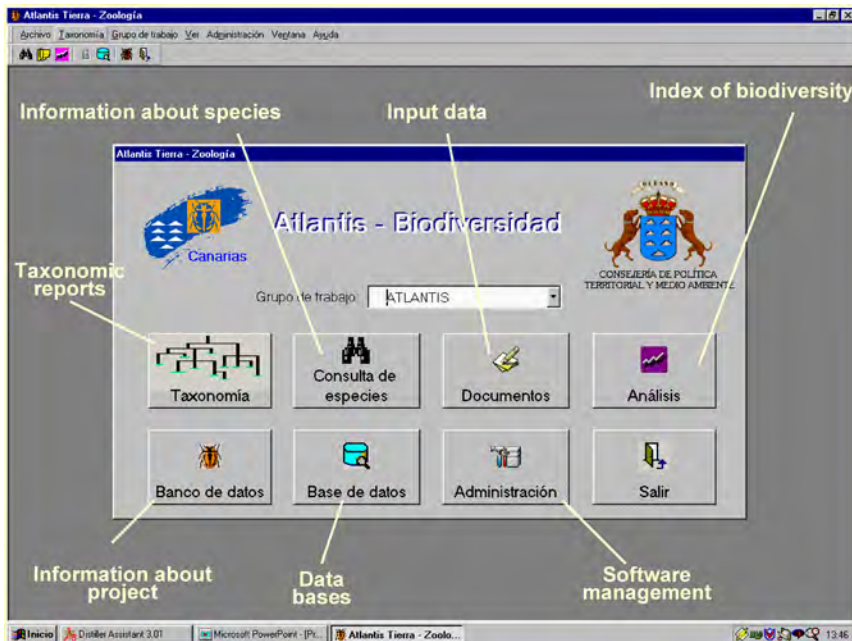 Atlantis Tierra - Zoología
Archivo Taxonomía Grupo de trabajo Ver Administración Ventana Ayuda
Information about species
Input data
Index of biodiversity
Atlantis Tierra - Zoología
Canarias
Atlantis - Biodiversidad
OCEANO
CONSEJERÍA DE POLÍTICA
TERRITORIAL Y MEDIO AMBIENTE
Taxonomic
reports
Grupo de trabajo: ATLANTIS
Taxonomía
Consulta de
especies
Documentos
Análisis
Banco de datos
Base de datos
Administración
Salir
Information about
project
Data
bases
Software
management
Inicio
Distiller Assistant 3.01
Microsoft PowerPoint - [Pr...
Atlantis Tierra - Zoolo...
13:46